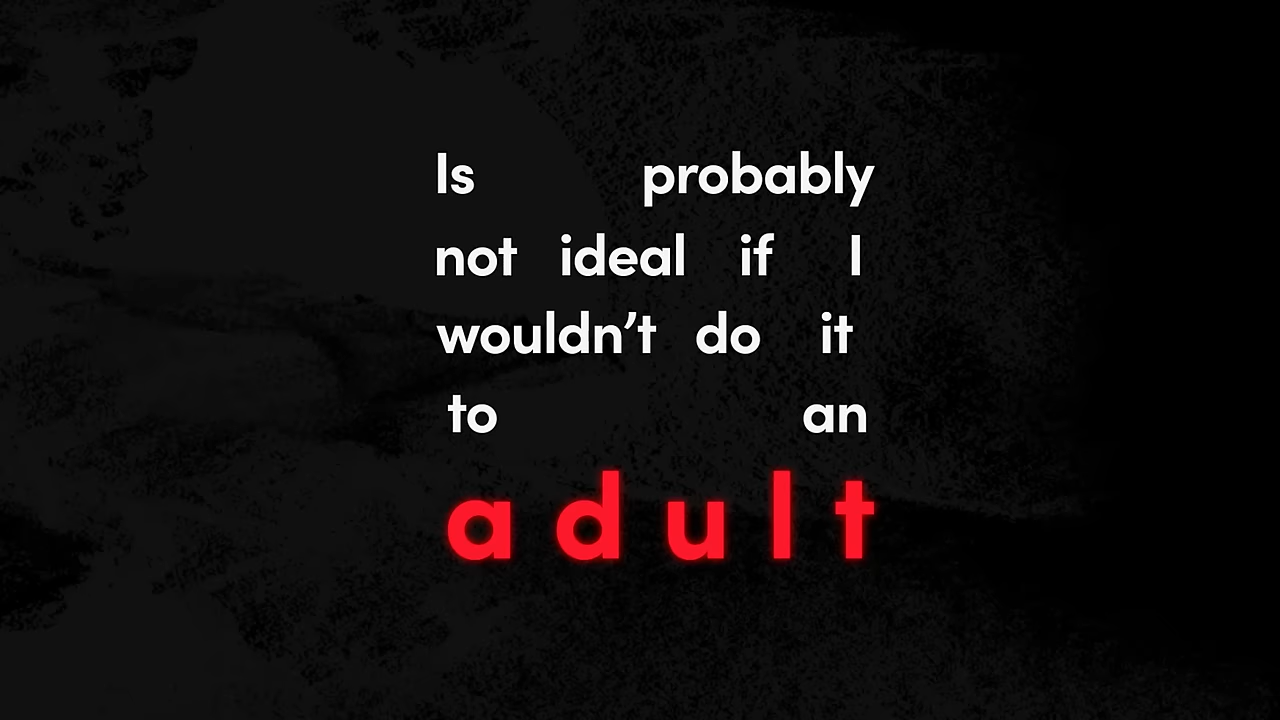 Is probably
not ideal if I
wouldn’t do it
to an
adult